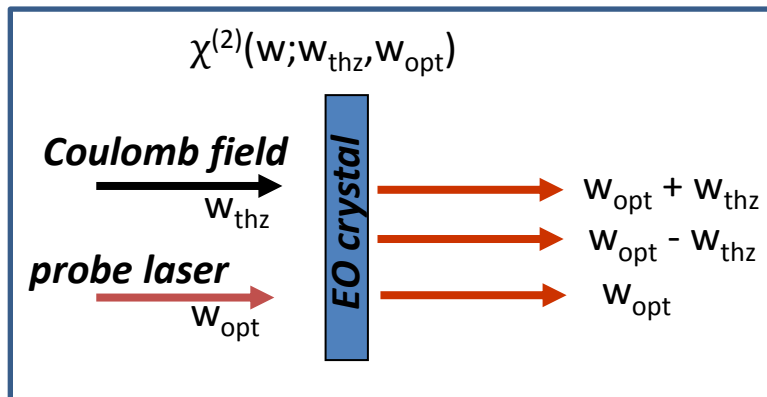 χ(2)(w;wthz,wopt)
Coulomb field
wthz
probe laser
wopt
EO crystal
wopt + wthz
wopt - wthz
wopt